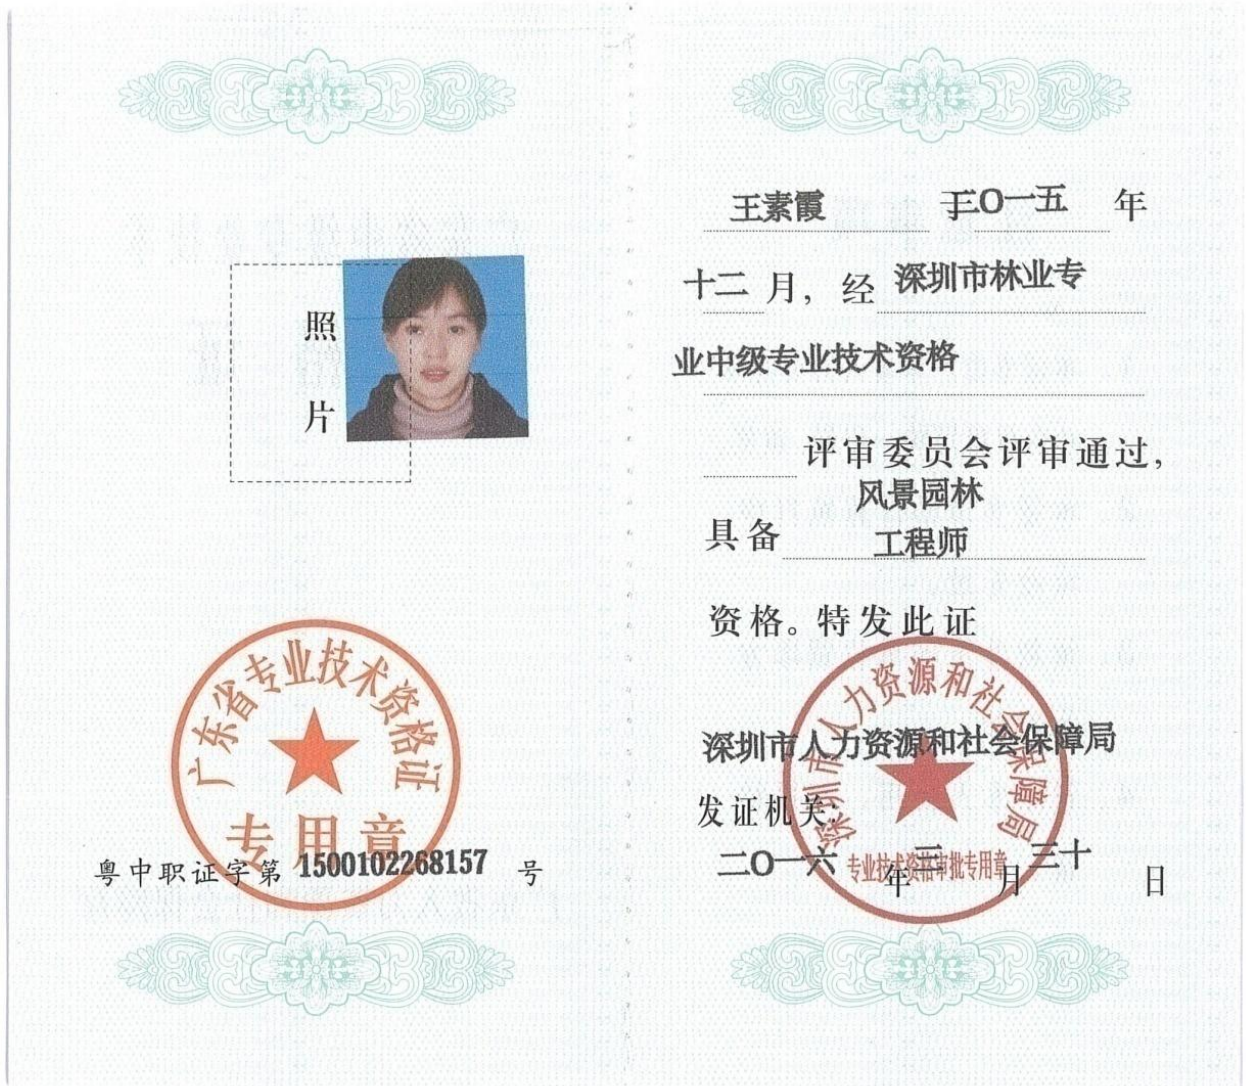 照
片
广东省专业技术资格证
专用章
粤中职证字第 1500102268157 号
王素霞 于二〇一五 年
十二 月，经 深圳市林业专
业中级专业技术资格
评审委员会评审通过，
风景园林
具备 工程师
资格。特发此证
深圳市人力资源和社会保障局
深圳市人力资源和社会保障局
发证机关：
二〇一六 年 三 月 三十 日
专业技术资格审批专用章